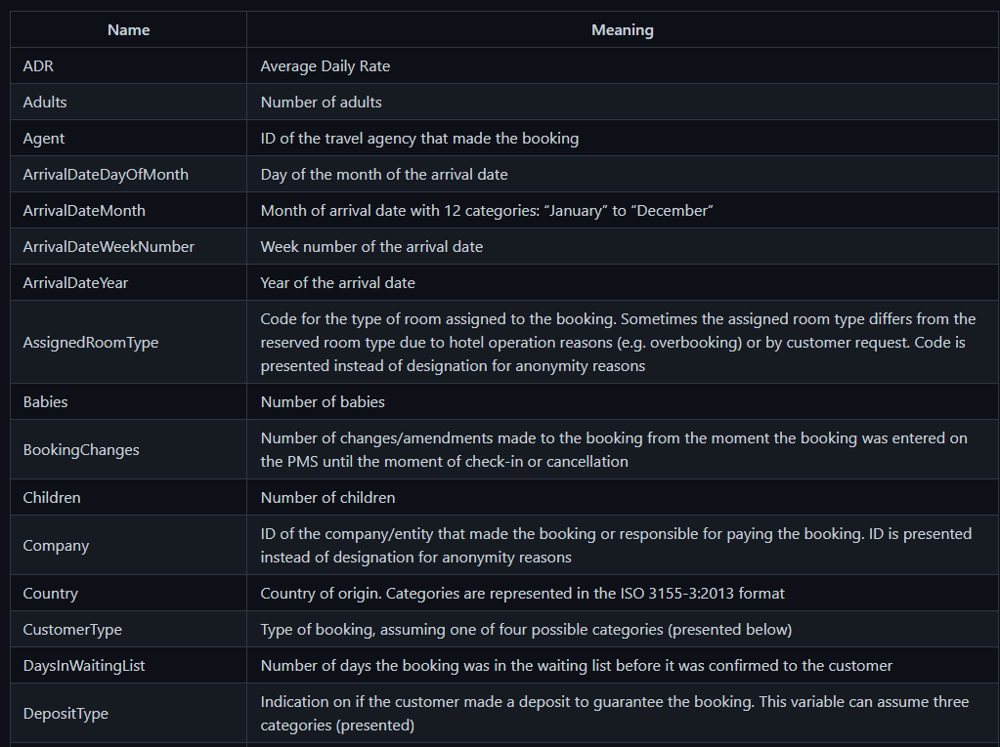 Name Meaning
ADR Average Daily Rate
Adults Number of adults
Agent ID of the travel agency that made the booking
ArrivalDateDayOfMonth Day of the month of the arrival date
ArrivalDateMonth Month of arrival date with 12 categories: “January” to “December”
ArrivalDateWeekNumber Week number of the arrival date
ArrivalDateYear Year of the arrival date
AssignedRoomType Code for the type of room assigned to the booking. Sometimes the assigned room type differs from the
reserved room type due to hotel operation reasons (e.g. overbooking) or by customer request. Code is
presented instead of designation for anonymity reasons
Babies Number of babies
BookingChanges Number of changes/amendments made to the booking from the moment the booking was entered on
the PMS until the moment of check-in or cancellation
Children Number of children
Company ID of the company/entity that made the booking or responsible for paying the booking. ID is presented
instead of designation for anonymity reasons
Country Country of origin. Categories are represented in the ISO 3155-3:2013 format
CustomerType Type of booking, assuming one of four possible categories (presented below)
DaysInWaitingList Number of days the booking was in the waiting list before it was confirmed to the customer
DepositType Indication on if the customer made a deposit to guarantee the booking. This variable can assume three
categories (presented)